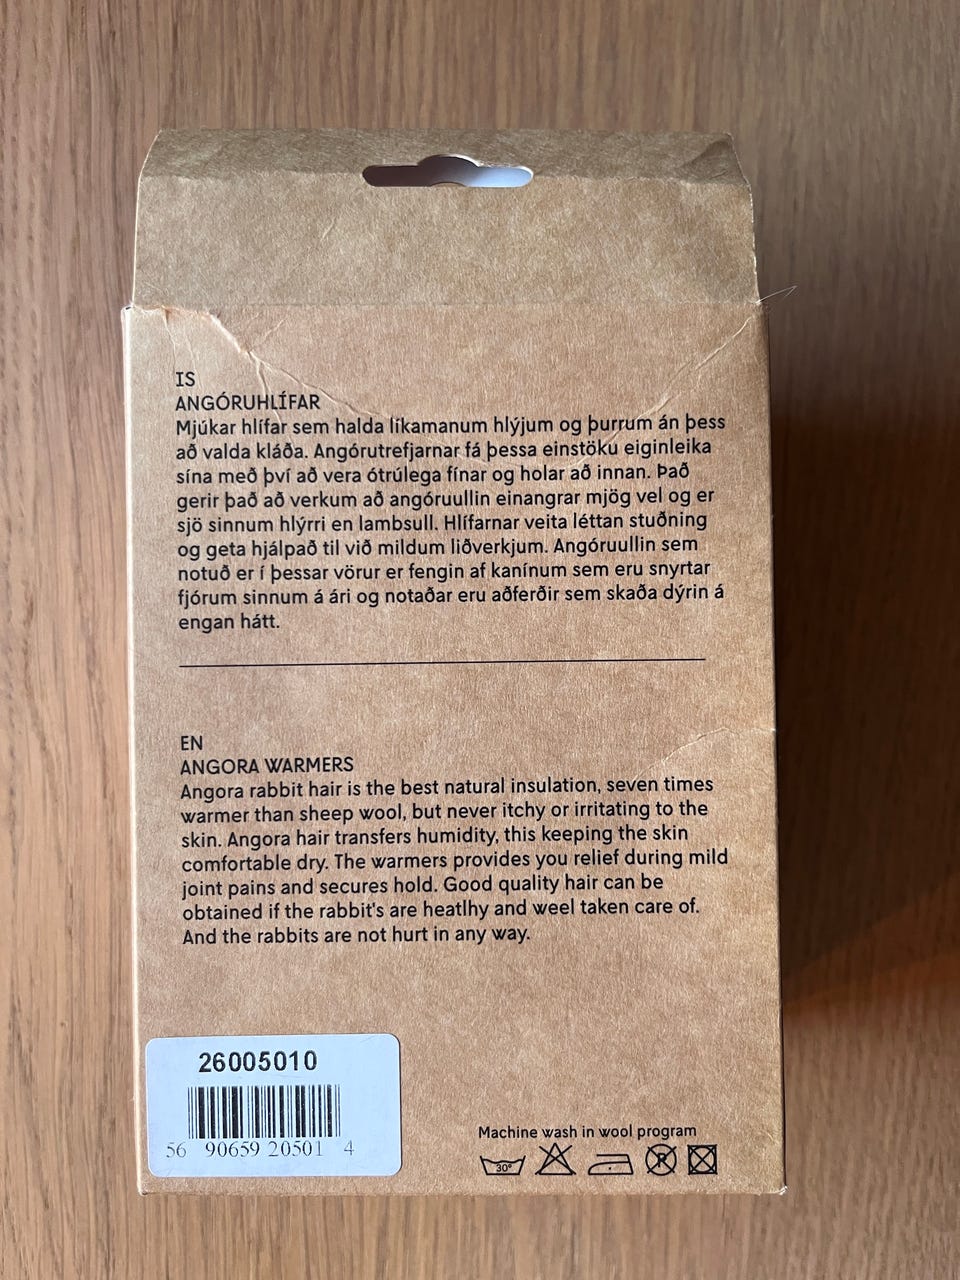 IS
ANGÓRUHLÍFAR
Mjúkar hlífar sem halda líkamanum hlýjum og þurrum án þess
að valda kláða. Angórutrefjarnar fá þessa einstöku eiginleika
sína með því að vera ótrúlega fínar og holar að innan. Það
gerir það að verkum að angóruullin einangrar mjög vel og er
sjö sinnum hlýrri en lambsull. Hlífarnar veita léttan stuðning
og geta hjálpað til við mildum liðverkjum. Angóruullin sem
notuð er í þessar vörur er fengin af kanínum sem eru snyrtar
fjórum sinnum á ári og notaðar eru aðferðir sem skaða dýrin á
engan hátt.
EN
ANGORA WARMERS
Angora rabbit hair is the best natural insulation, seven times
warmer than sheep wool, but never itchy or irritating to the
skin. Angora hair transfers humidity, this keeping the skin
comfortable dry. The warmers provides you relief during mild
joint pains and secures hold. Good quality hair can be
obtained if the rabbit's are heatlhy and weel taken care of.
And the rabbits are not hurt in any way.
26005010
56 90659 20501 4
Machine wash in wool program
30°
P